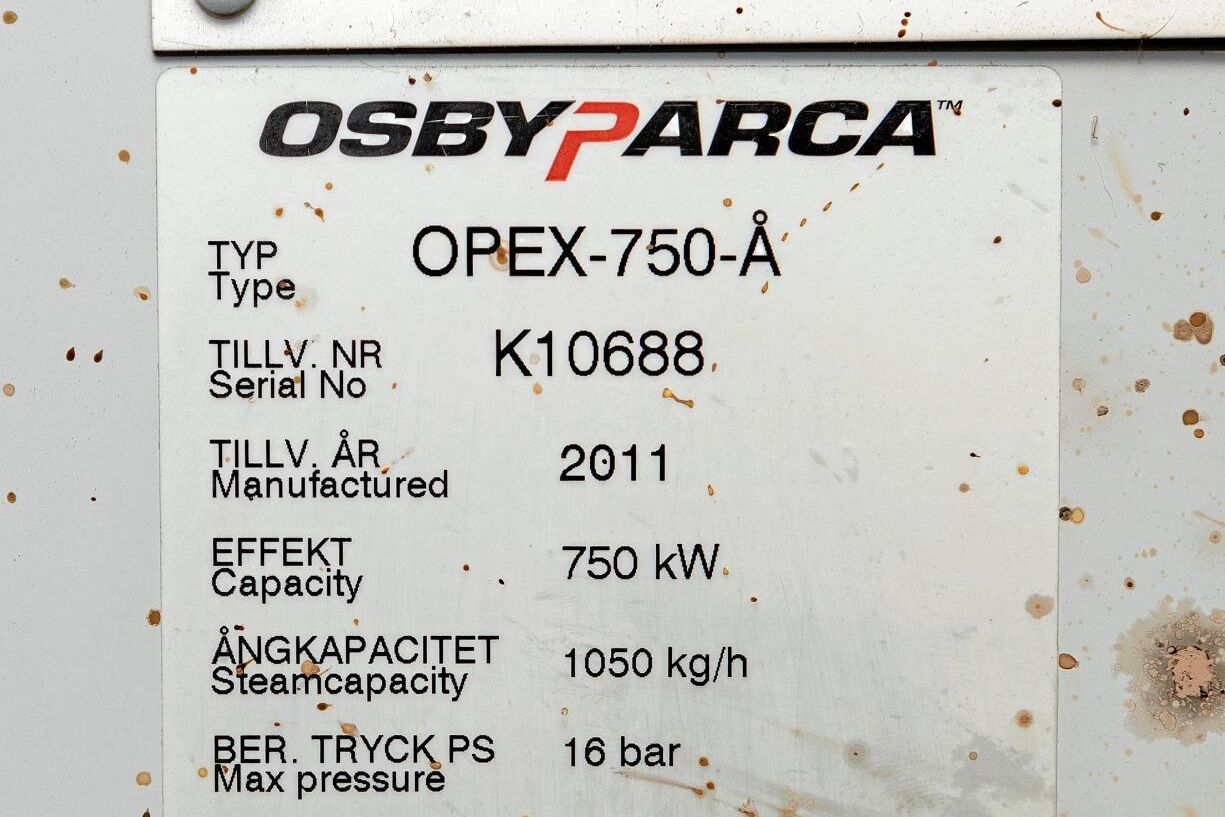 OSBYPARCA™
TYP OPEX-750-Å
Type
TILLV. NR K10688
Serial No
TILLV. ÅR 2011
Manufactured
EFFEKT 750 kW
Capacity
ÅNGKAPACITET 1050 kg/h
Steamcapacity
BER. TRYCK PS 16 bar
Max pressure